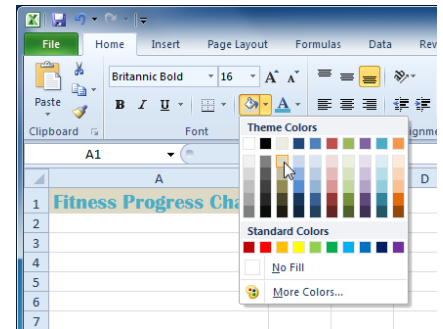 File Home Insert Page Layout Formulas Data Rev
Britannic Bold 16 A A
Paste B I U A
Clipboard Font ignme
Theme Colors
A1
A D
1 Fitness Progress Cha
2
3
Standard Colors
4
No Fill
5
More Colors...
6
7